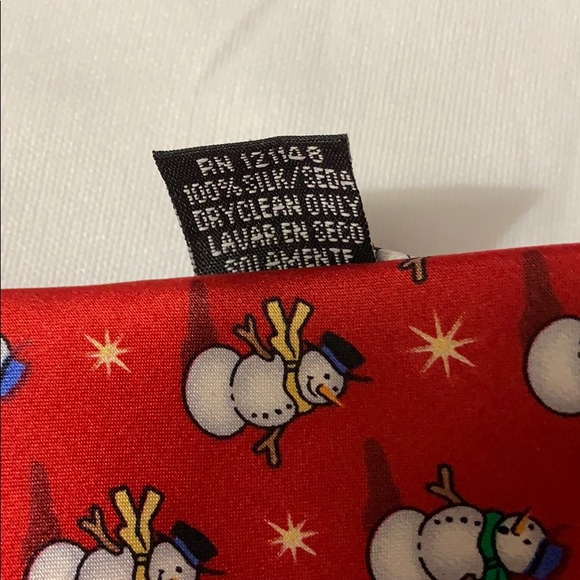 RN 121148
100% SILK/SEDA
DRYCLEAN ONLY
LAVAR EN SECO
SOLAMENTE